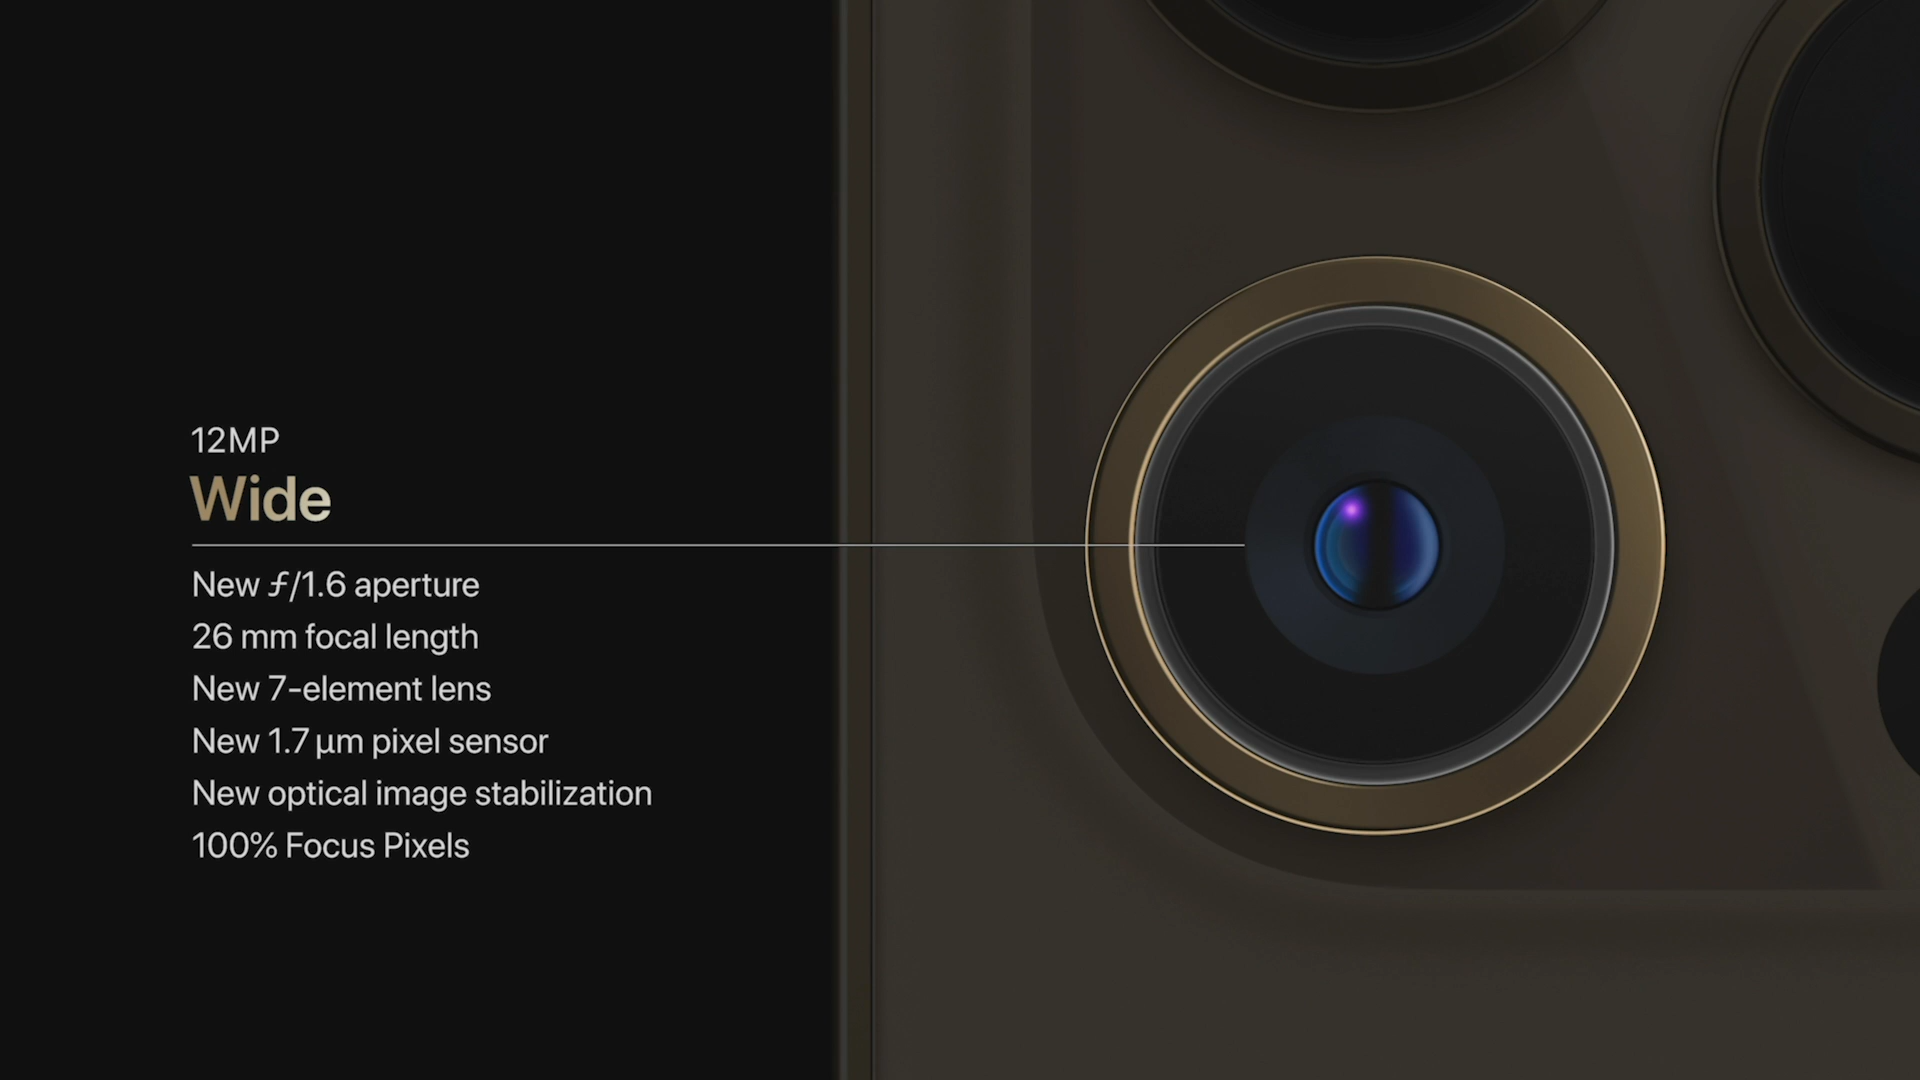 12MP
Wide
New ƒ/1.6 aperture
26 mm focal length
New 7-element lens
New 1.7 µm pixel sensor
New optical image stabilization
100% Focus Pixels